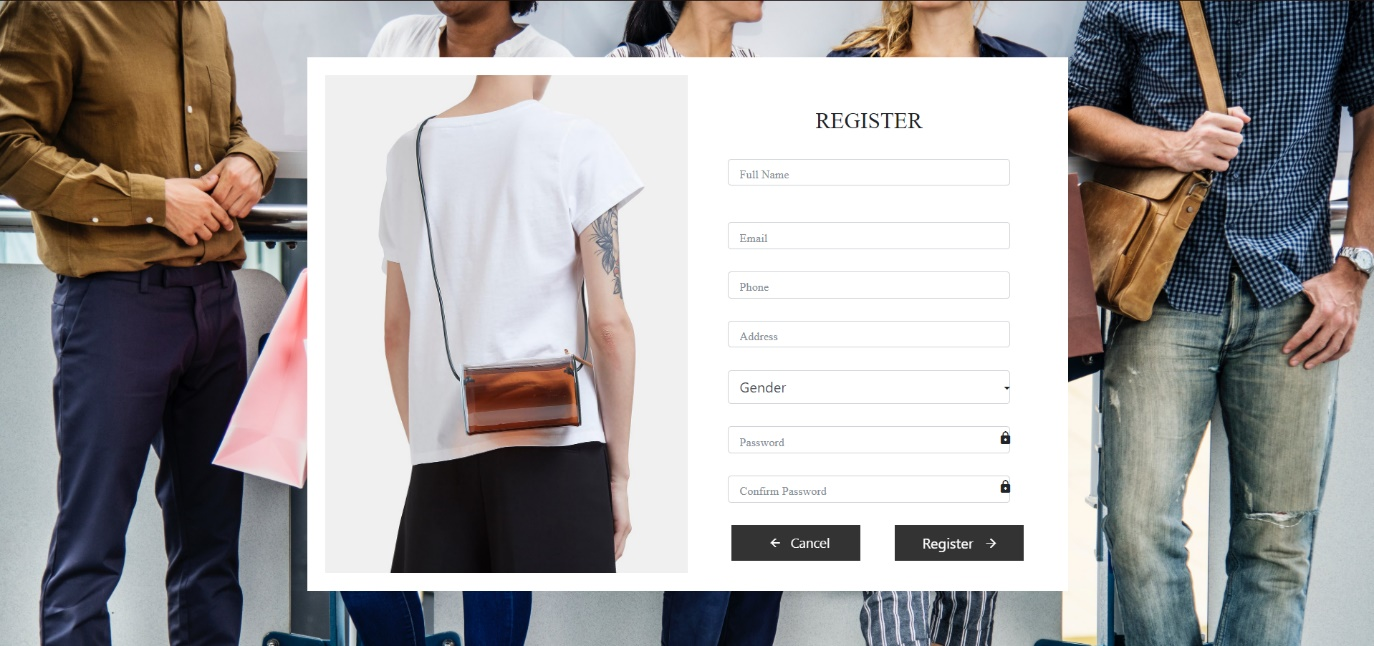 REGISTER
Full Name
Email
Phone
Address
Gender
Password
Confirm Password
Cancel
Register